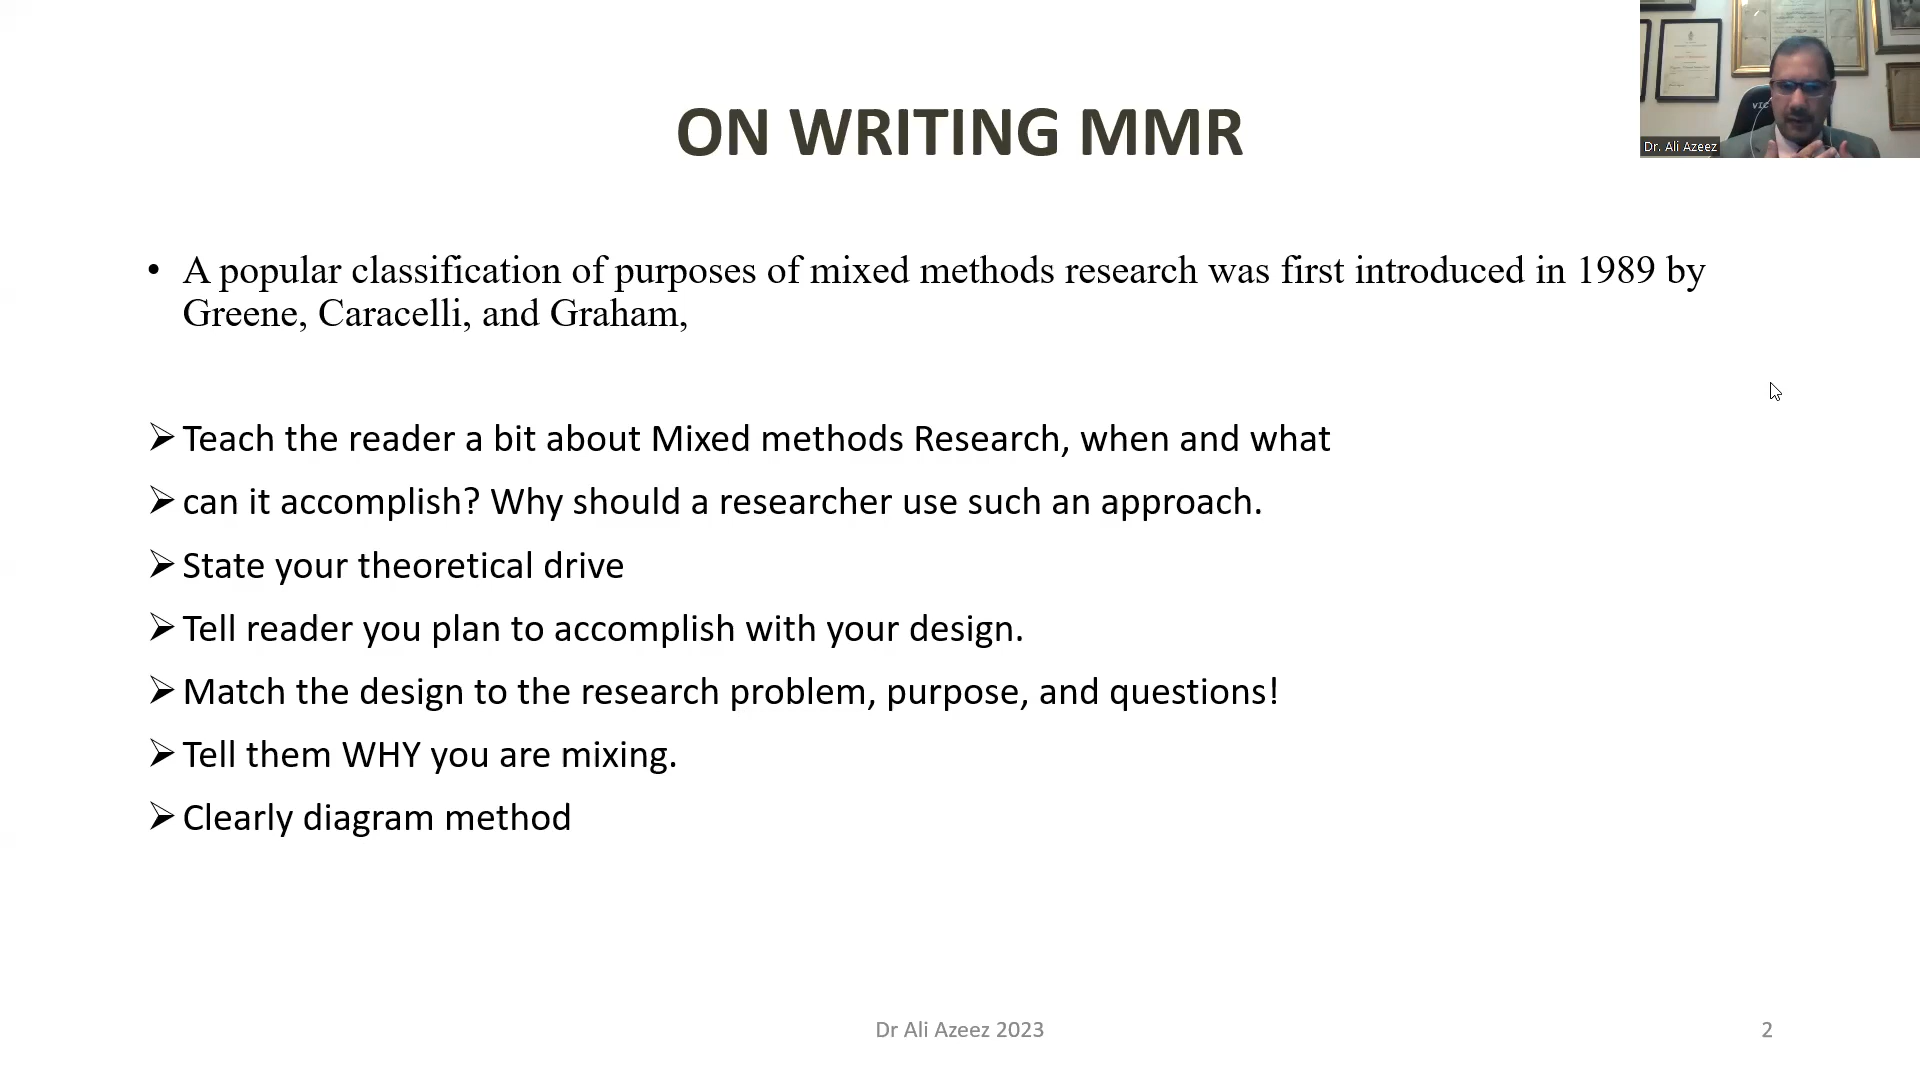 ON WRITING MMR
Dr. Ali Azeez
• A popular classification of purposes of mixed methods research was first introduced in 1989 by
Greene, Caracelli, and Graham,
➢ Teach the reader a bit about Mixed methods Research, when and what
➢ can it accomplish? Why should a researcher use such an approach.
➢ State your theoretical drive
➢ Tell reader you plan to accomplish with your design.
➢ Match the design to the research problem, purpose, and questions!
➢ Tell them WHY you are mixing.
➢ Clearly diagram method
Dr Ali Azeez 2023
2